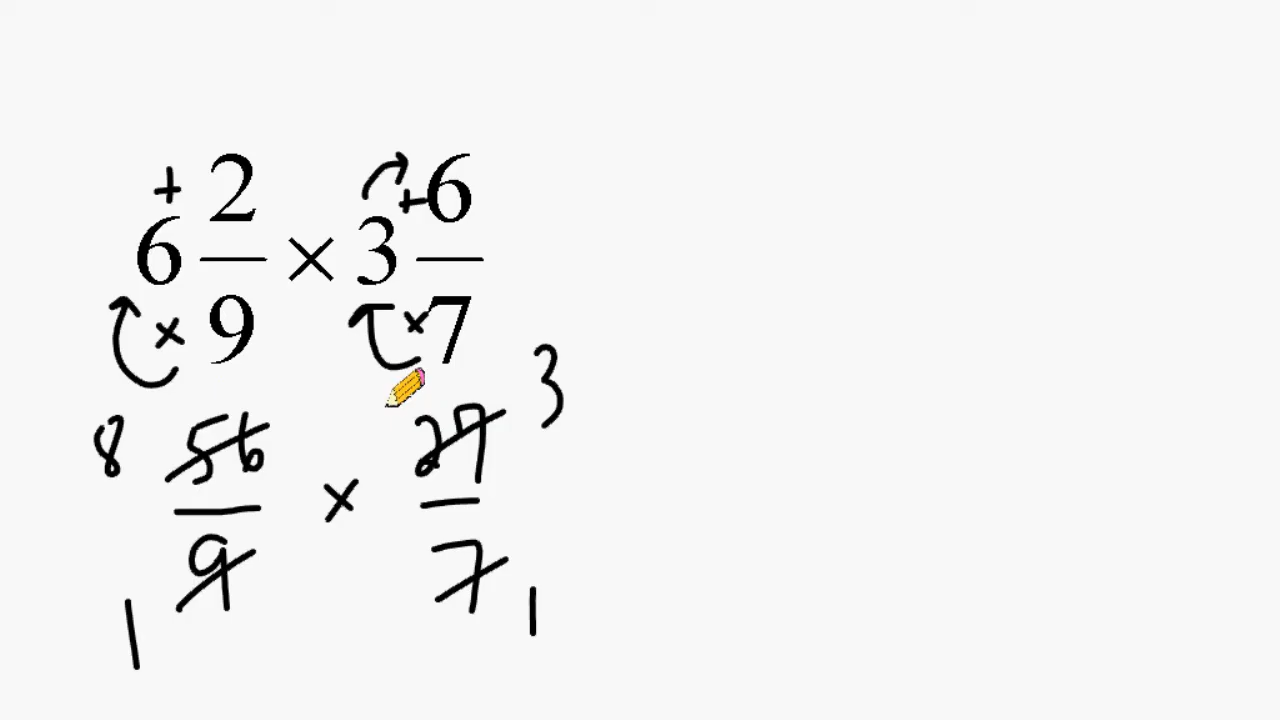 6 2/9 × 3 6/7
+ × + ×
8 56/9 × 27/7 3
1 1